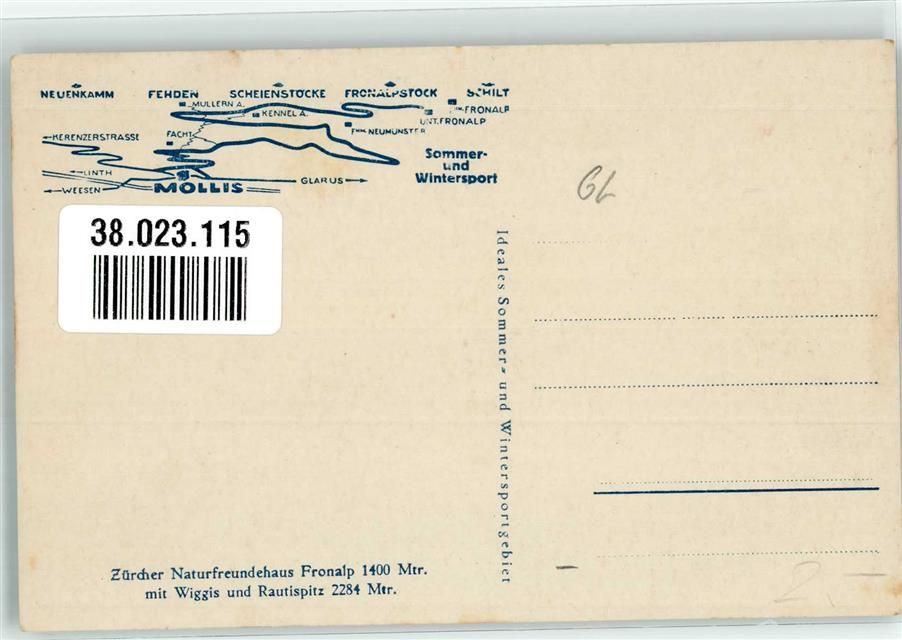 NEUENKAMM FEHDEN SCHEIENSTÖCKE FRONALPSTOCK SCHILT
MULLERN A.
KENNEL A.
FRONALP
UNT. FRONALP
KERENZERSTRASSE
FACHT
NEUMÜNSTER
Sommer-
und
Wintersport
LINTH
WEESEN
MOLLIS
GLARUS
38.023.115
GL
Ideales Sommer- und Wintersportgebiet
Zürcher Naturfreundehaus Fronalp 1400 Mtr.
mit Wiggis und Rautispitz 2284 Mtr.
2.—